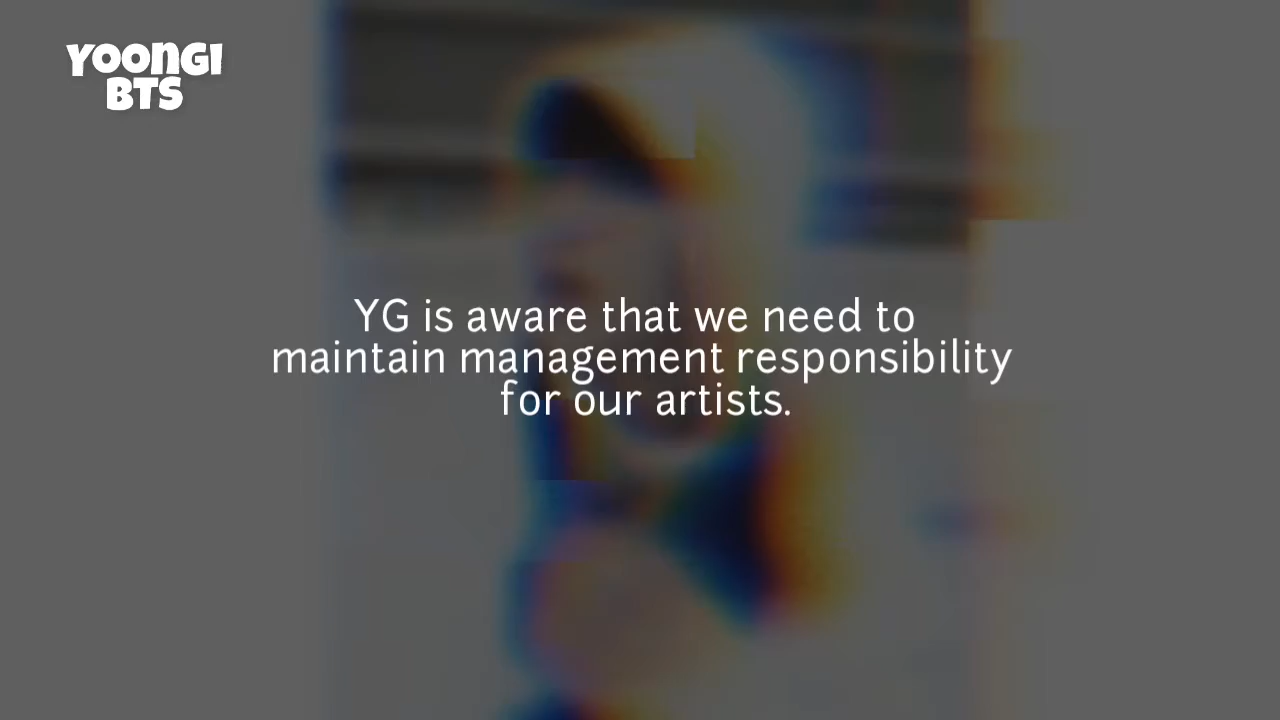 YOONGI
BTS
YG is aware that we need to
maintain management responsibility
for our artists.